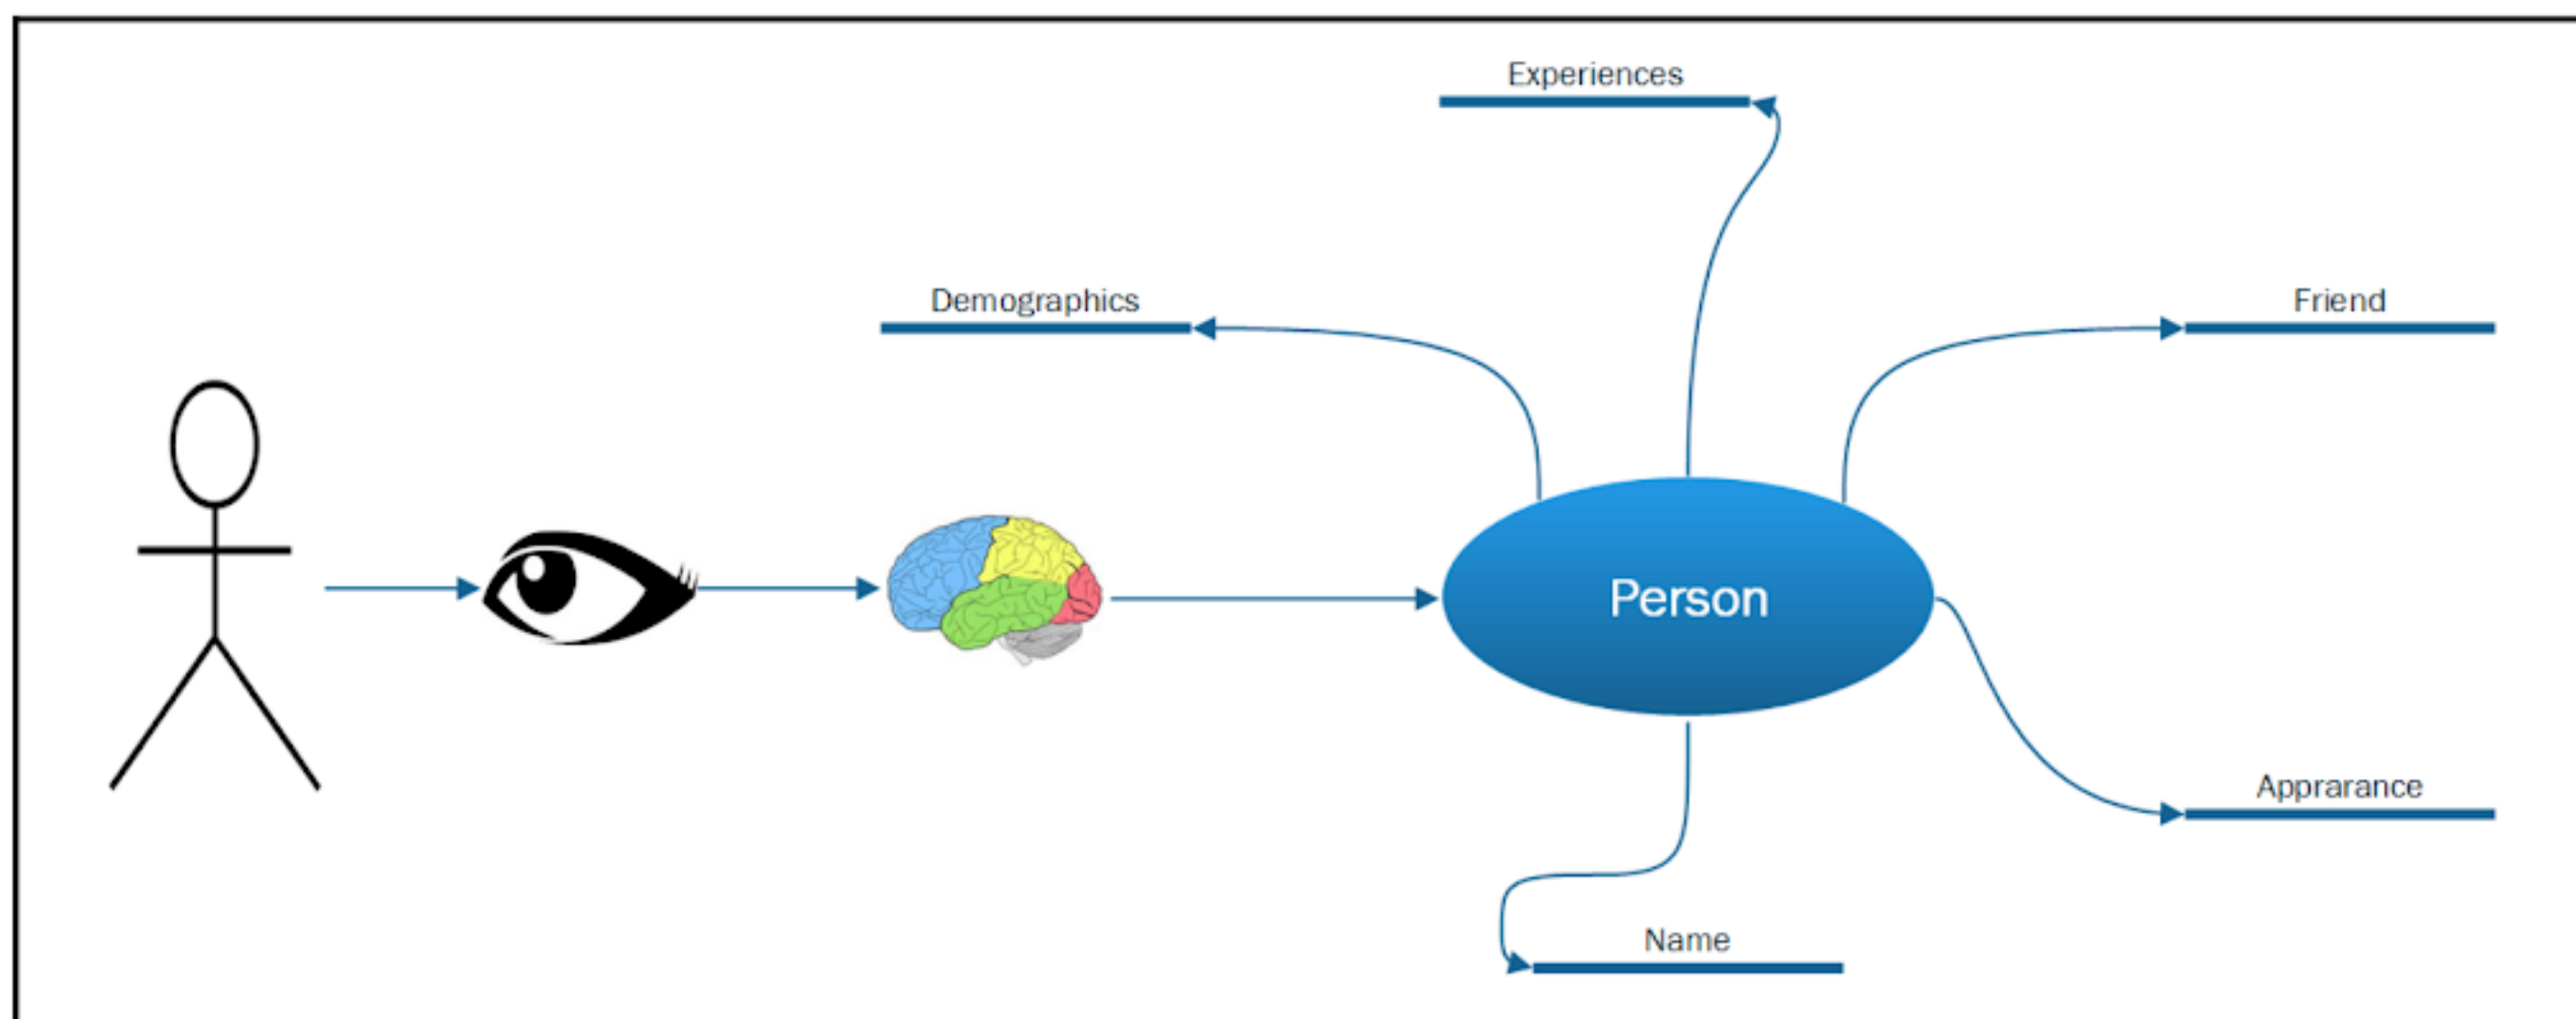 Experiences
Demographics
Friend
Person
Apprarance
Name